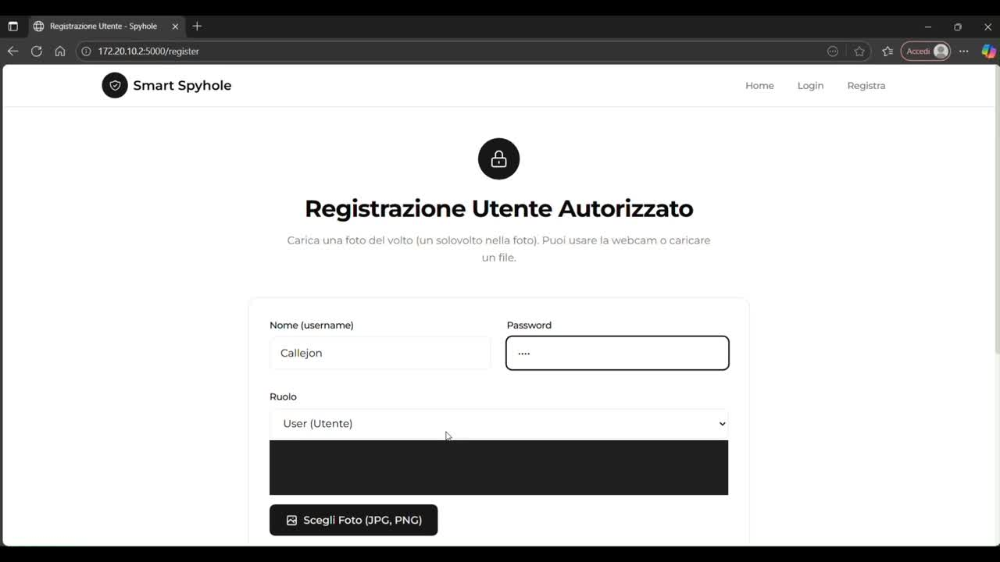 Registrazione Utente - Spyhole
172.20.10.2:5000/register
Accedi
Smart Spyhole
Home
Login
Registra
Registrazione Utente Autorizzato
Carica una foto del volto (un solovolto nella foto). Puoi usare la webcam o caricare
un file.
Nome (username)
Password
Callejon
Ruolo
User (Utente)
Scegli Foto (JPG, PNG)